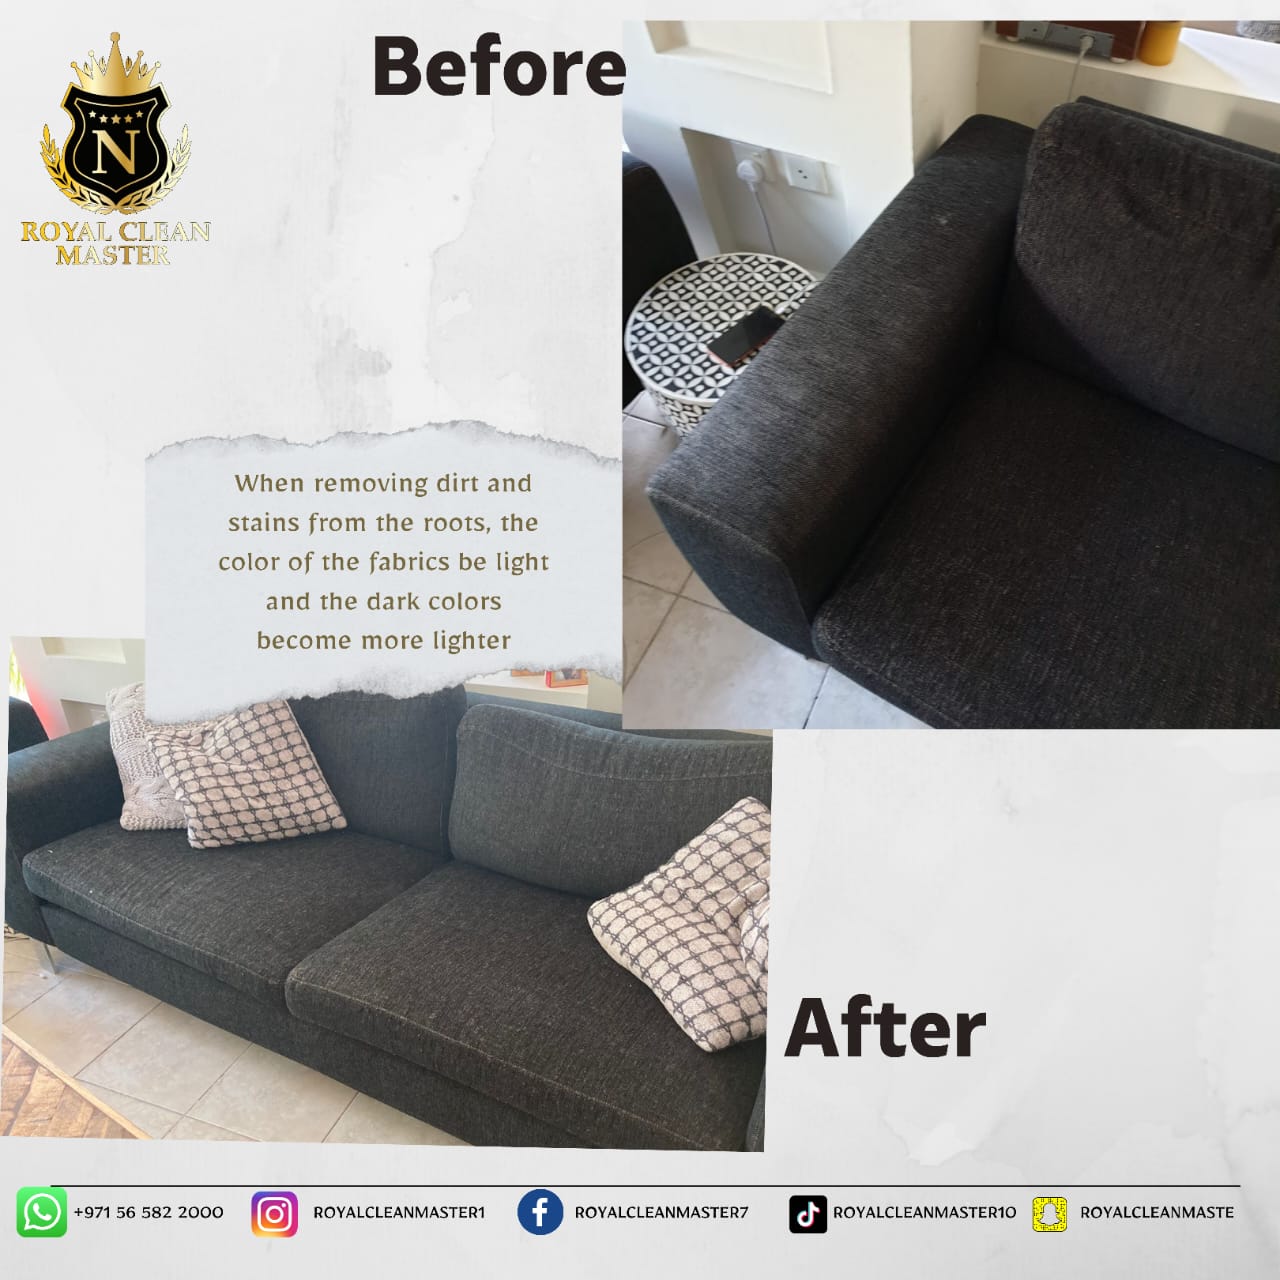 Before
N
ROYAL CLEAN
MASTER
When removing dirt and
stains from the roots, the
color of the fabrics be light
and the dark colors
become more lighter
After
+971 56 582 2000
ROYALCLEANMASTER1
ROYALCLEANMASTER7
ROYALCLEANMASTER10
ROYALCLEANMASTE